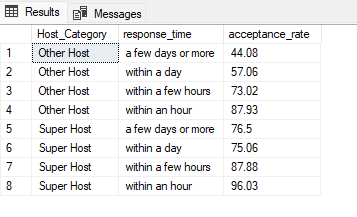 Results Messages
Host_Category response_time acceptance_rate
1 Other Host a few days or more 44.08
2 Other Host within a day 57.06
3 Other Host within a few hours 73.02
4 Other Host within an hour 87.93
5 Super Host a few days or more 76.5
6 Super Host within a day 75.06
7 Super Host within a few hours 87.88
8 Super Host within an hour 96.03